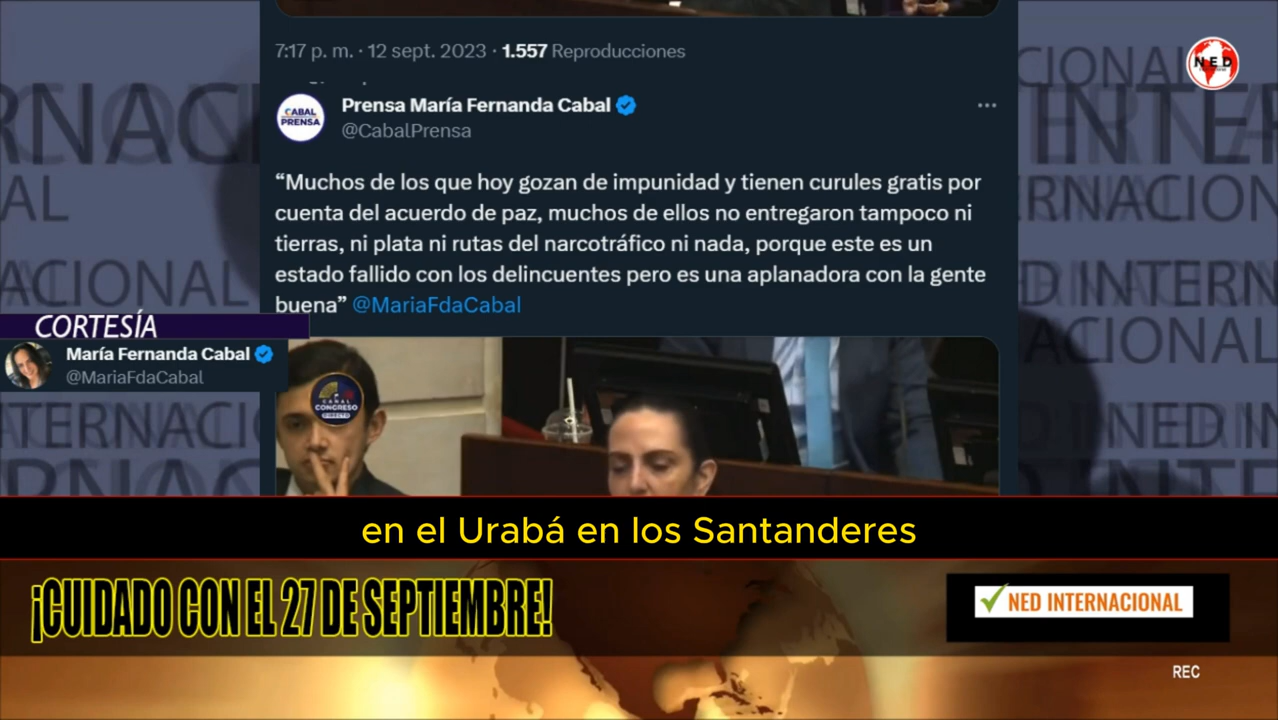 7:17 p. m. · 12 sept. 2023 · 1.557 Reproducciones
NED
CABAL
PRENSA
Prensa María Fernanda Cabal
@CabalPrensa
“Muchos de los que hoy gozan de impunidad y tienen curules gratis por
cuenta del acuerdo de paz, muchos de ellos no entregaron tampoco ni
tierras, ni plata ni rutas del narcotráfico ni nada, porque este es un
estado fallido con los delincuentes pero es una aplanadora con la gente
buena” @MariaFdaCabal
CORTESÍA
María Fernanda Cabal
@MariaFdaCabal
CANAL
CONGRESO
DIRECTO
en el Urabá en los Santanderes
¡CUIDADO CON EL 27 DE SEPTIEMBRE!
NED INTERNACIONAL
REC